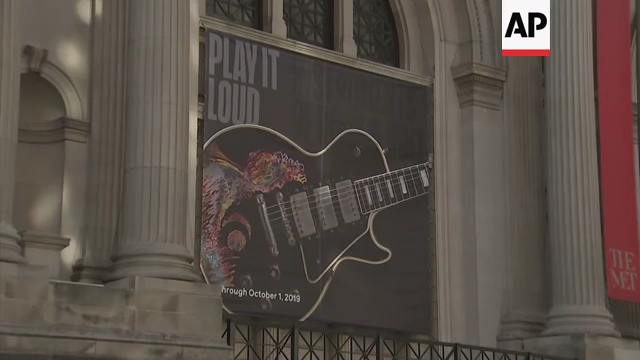 AP
PLAY IT
LOUD
hrough October 1, 2019
THE
MET